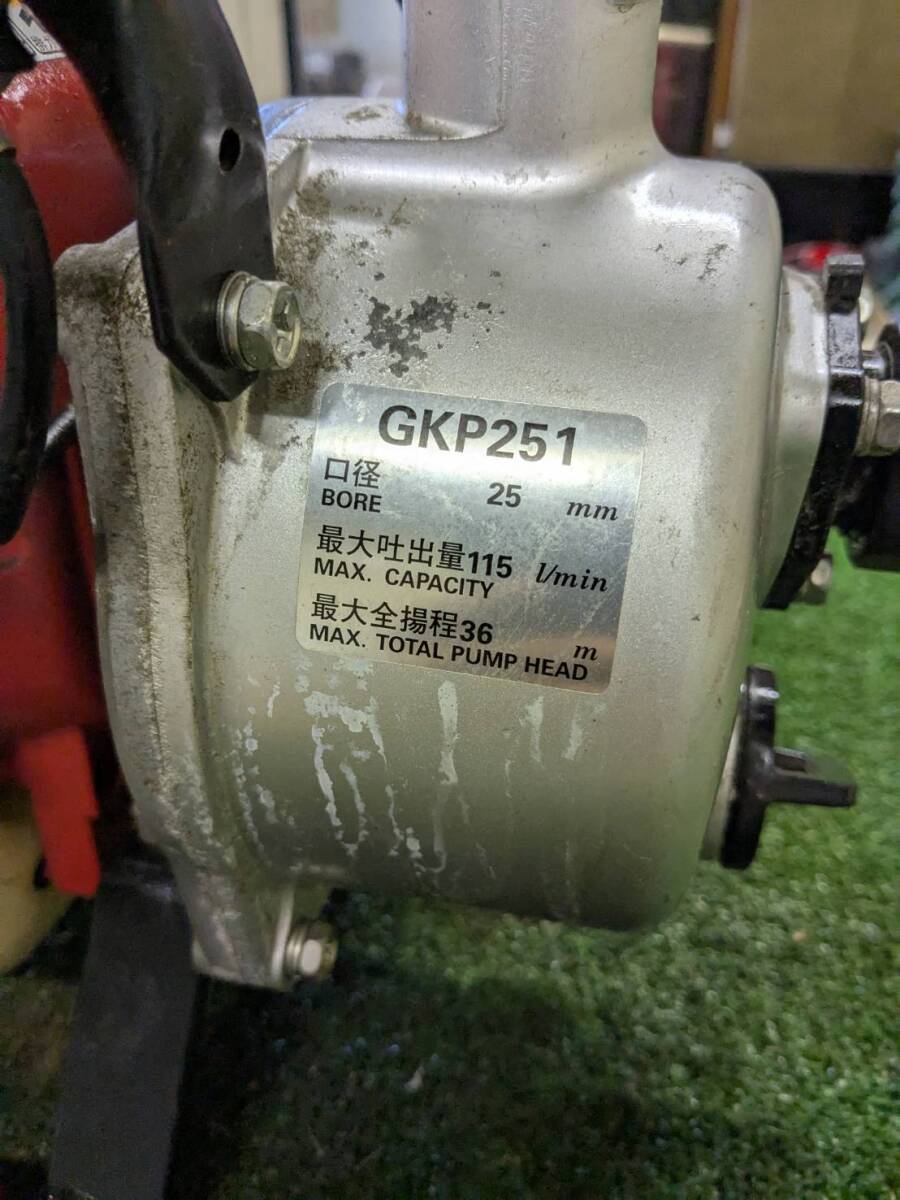 GKP251
口径 25 mm
BORE
最大吐出量115 l/min
MAX. CAPACITY
最大全揚程36 m
MAX. TOTAL PUMP HEAD